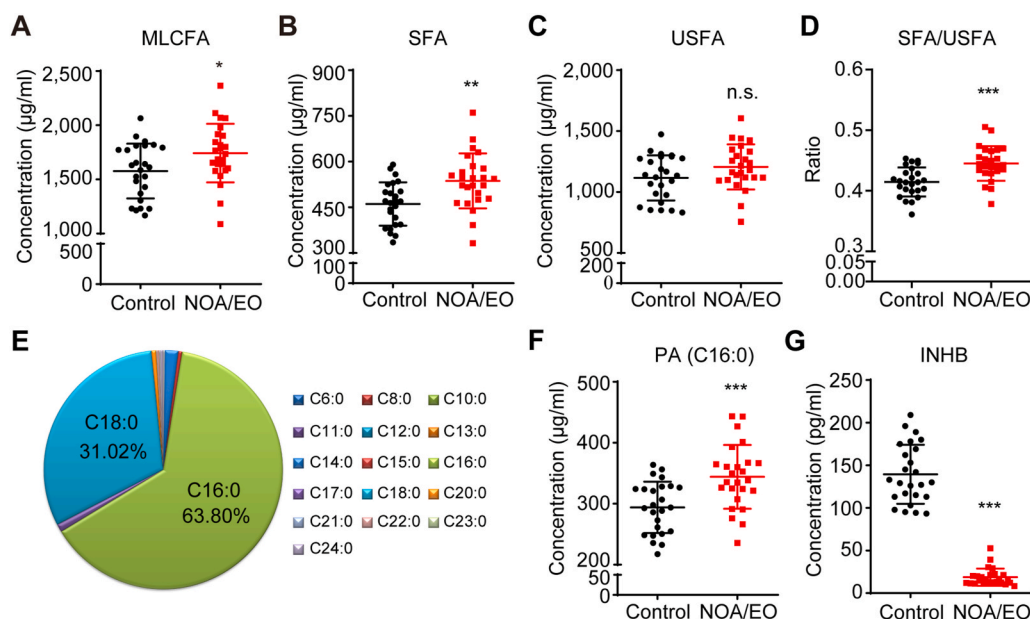 A
MLCFA
Concentration (µg/ml)
2,500
2,000
1,500
1,000
500
0
*
Control NOA/EO
B
SFA
Concentration (µg/ml)
900
750
600
450
300
100
0
**
Control NOA/EO
C
USFA
Concentration (µg/ml)
2,000
1,500
1,000
500
200
0
n.s.
Control NOA/EO
D
SFA/USFA
Ratio
0.6
0.5
0.4
0.3
0.05
0.00
***
Control NOA/EO
E
C18:0
31.02%
C16:0
63.80%
C6:0 C8:0 C10:0
C11:0 C12:0 C13:0
C14:0 C15:0 C16:0
C17:0 C18:0 C20:0
C21:0 C22:0 C23:0
C24:0
F
PA (C16:0)
Concentration (µg/ml)
500
400
300
200
50
0
***
Control NOA/EO
G
INHB
Concentration (pg/ml)
250
200
150
100
50
0
***
Control NOA/EO